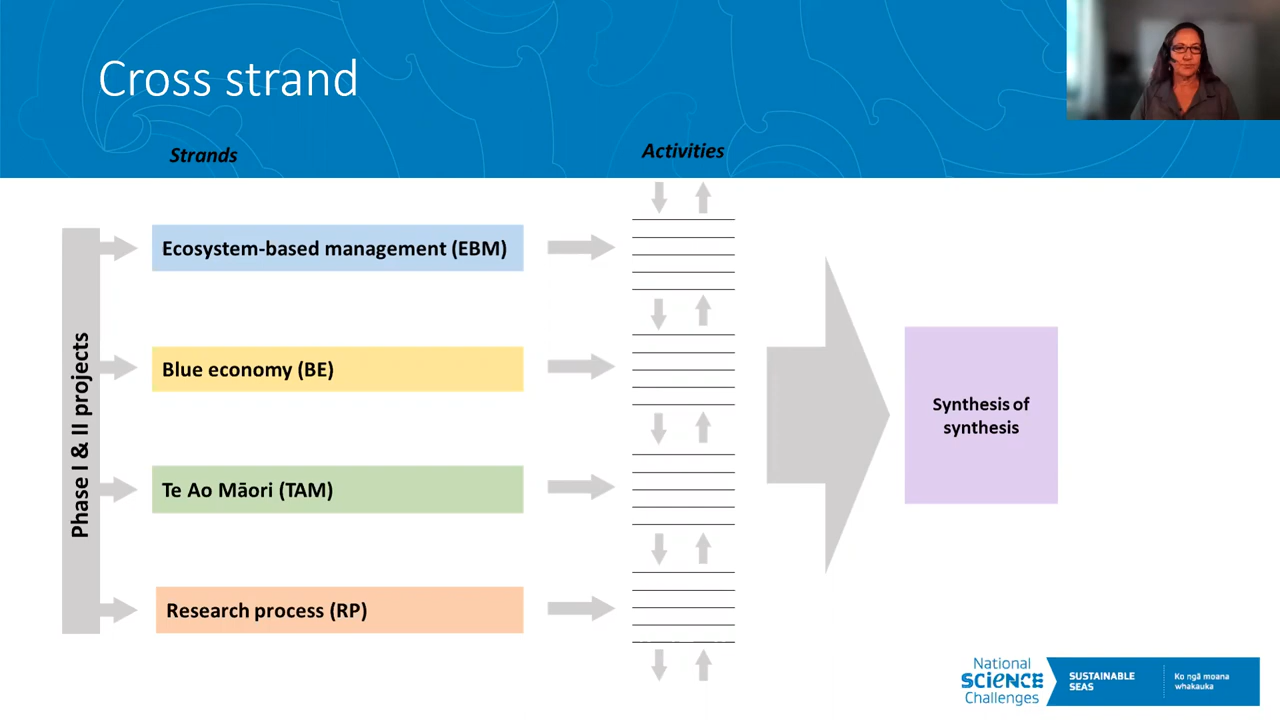 Cross strand
Strands
Activities
Phase I & II projects
Ecosystem-based management (EBM)
Blue economy (BE)
Te Ao Māori (TAM)
Research process (RP)
Synthesis of
synthesis
National
SCIENCE
Challenges
SUSTAINABLE
SEAS
Ko ngā moana
whakauka